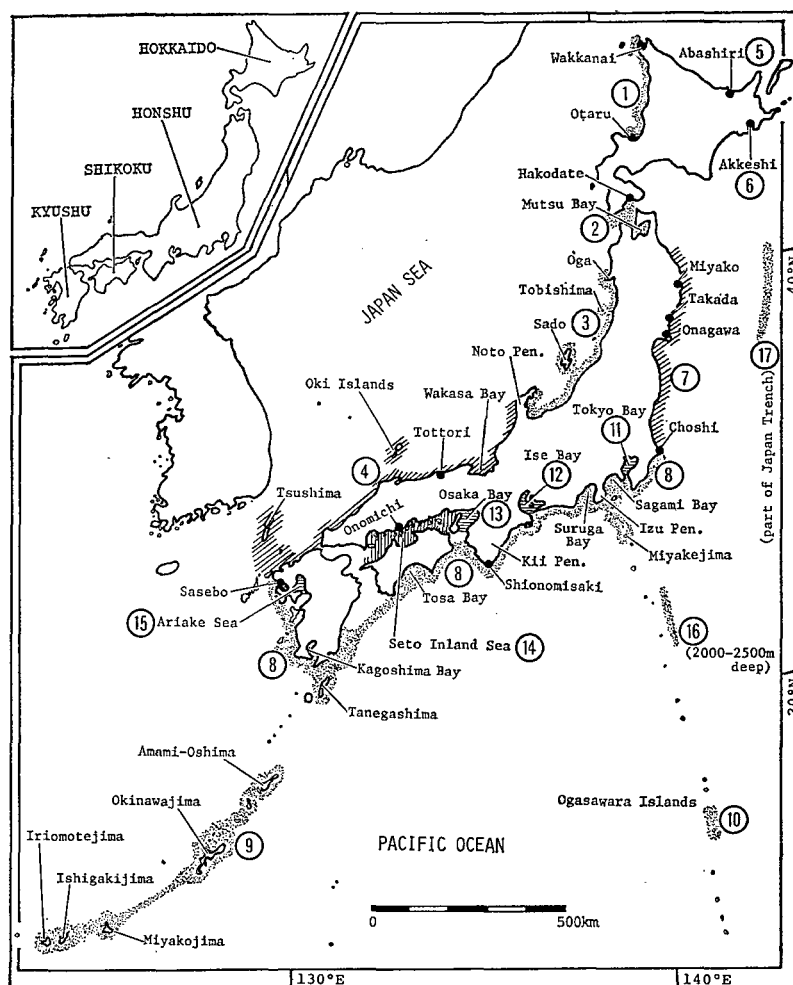 HOKKAIDO
HONSHU
SHIKOKU
KYUSHU
Wakkanai
Abashiri 5
1
Otaru
Akkeshi
6
Hakodate
Mutsu Bay
2
JAPAN SEA
Oga
Tobishima
Sado 3
Miyako
Takada
Onagawa
40°N
17
(part of Japan Trench)
Noto Pen.
Wakasa Bay
Oki Islands
Tottori
4
7
Tokyo Bay
11
Choshi
8
Ise Bay
12
Tsushima
Onomichi
Osaka Bay
13
Sagami Bay
Suruga
Bay
Izu Pen.
Miyakejima
Kii Pen.
Shionomisaki
8
Tosa Bay
Sasebo
15 Ariake Sea
Seto Inland Sea 14
8
Kagoshima Bay
Tanegashima
16
(2000-2500m
deep)
30°N
Amami-Oshima
Okinawajima
9
Iriomotejima
Ishigakijima
Miyakojima
Ogasawara Islands
10
PACIFIC OCEAN
0 500km
130°E 140°E